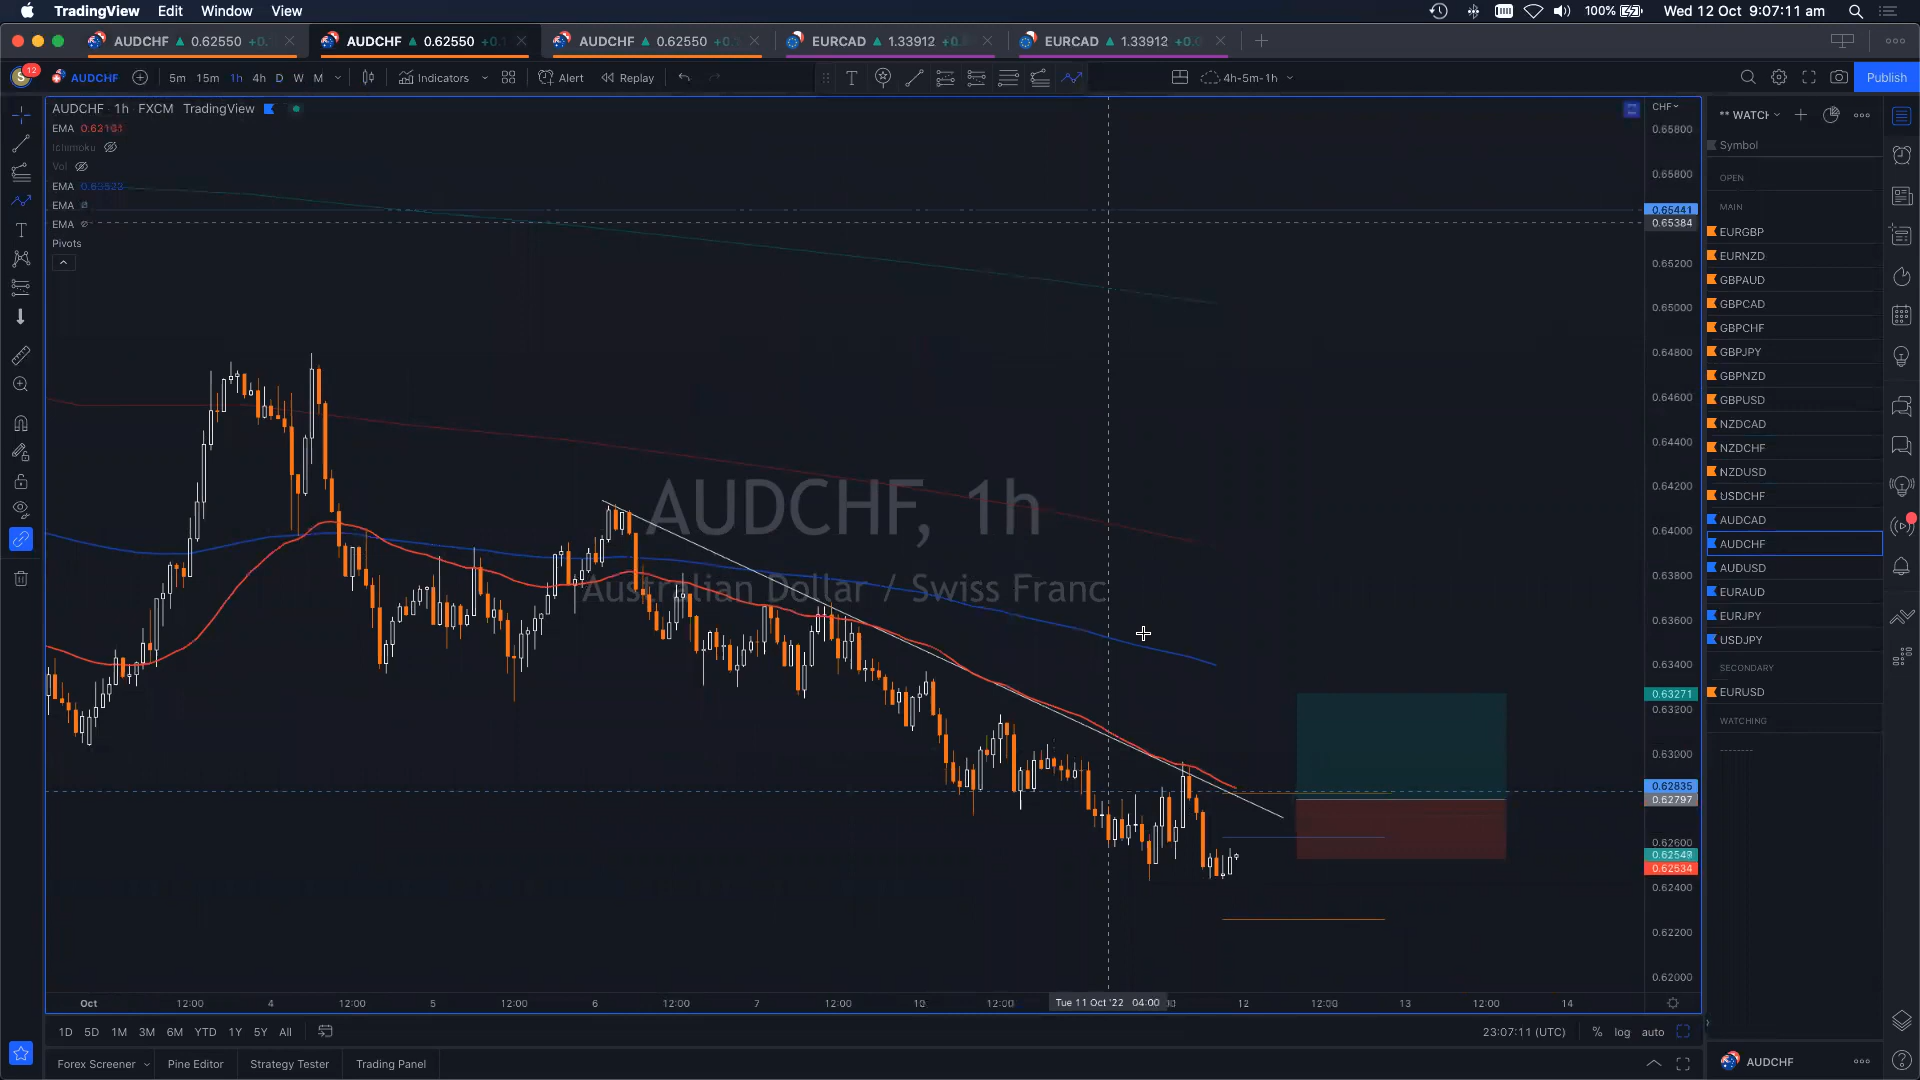 TradingView Edit Window View 100% Wed 12 Oct 9:07:11 am
AUDCHF ▲ 0.62550 AUDCHF ▲ 0.62550 AUDCHF ▲ 0.62550 EURCAD ▲ 1.33912 EURCAD ▲ 1.33912
12 AUDCHF 5m 15m 1h 4h D W M Indicators Alert Replay 4h-5m-1h Publish
AUDCHF 1h FXCM TradingView
EMA
Ichimoku
Vol
EMA
EMA
EMA
Pivots
AUDCHF, 1h
Australian Dollar / Swiss Franc
CHF
0.65800
0.65800
0.65441
0.65384
0.65200
0.65000
0.64800
0.64600
0.64400
0.64200
0.64000
0.63800
0.63600
0.63400
0.63271
0.63200
0.63000
0.62835
0.62797
0.62600
0.62549
0.62534
0.62400
0.62200
0.62000
Oct 12:00 4 12:00 5 12:00 6 12:00 7 12:00 10 12:00 Tue 11 Oct '22 04:00 12 12:00 13 12:00 14
1D 5D 1M 3M 6M YTD 1Y 5Y All 23:07:11 (UTC) % log auto
Forex Screener Pine Editor Strategy Tester Trading Panel
** WATCH
Symbol
OPEN
MAIN
EURGBP
EURNZD
GBPAUD
GBPCAD
GBPCHF
GBPJPY
GBPNZD
GBPUSD
NZDCAD
NZDCHF
NZDUSD
USDCHF
AUDCAD
AUDCHF
AUDUSD
EURAUD
EURJPY
USDJPY
SECONDARY
EURUSD
WATCHING
--------
AUDCHF